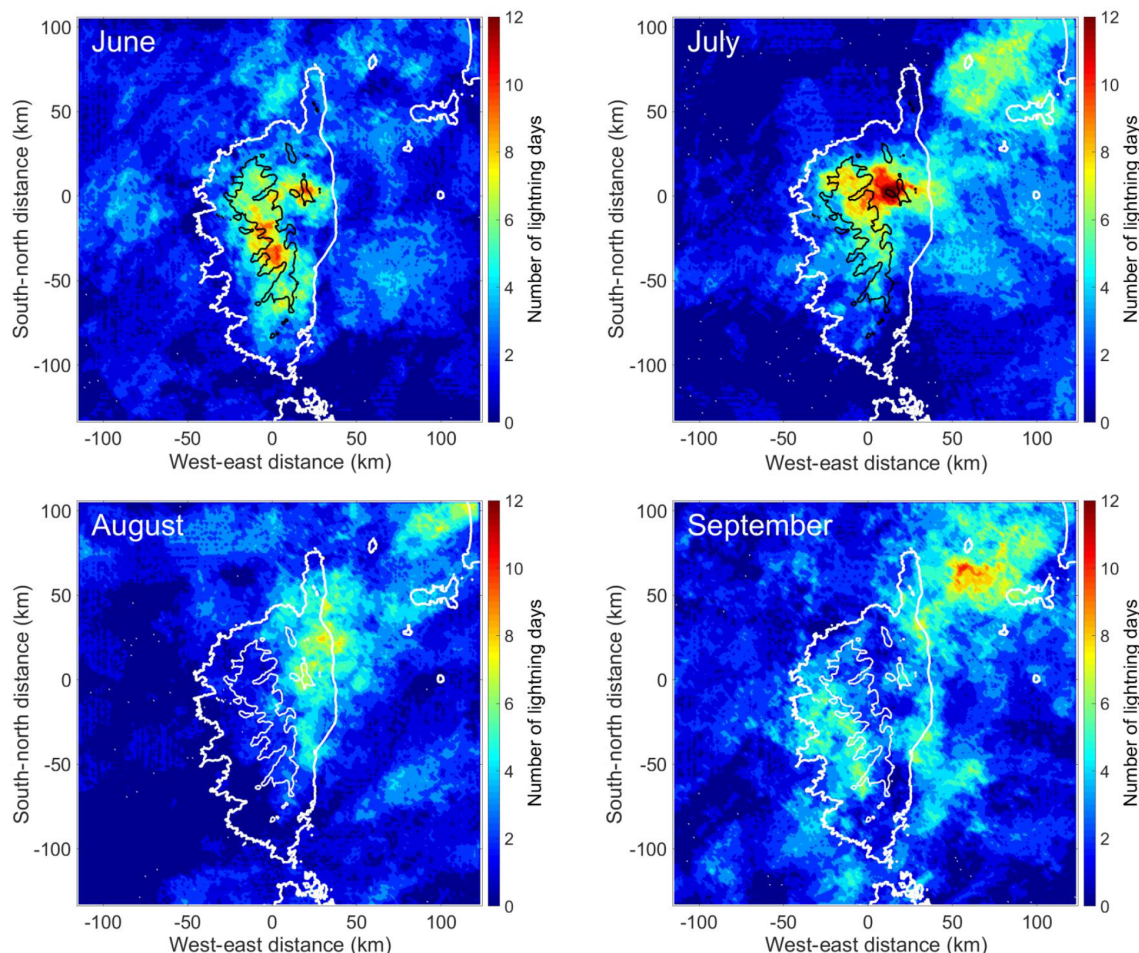 June
100
50
0
-50
-100
South-north distance (km)
-100 -50 0 50 100
West-east distance (km)
12
10
8
6
4
2
0
Number of lightning days
July
100
50
0
-50
-100
South-north distance (km)
-100 -50 0 50 100
West-east distance (km)
12
10
8
6
4
2
0
Number of lightning days
August
100
50
0
-50
-100
South-north distance (km)
-100 -50 0 50 100
West-east distance (km)
12
10
8
6
4
2
0
Number of lightning days
September
100
50
0
-50
-100
South-north distance (km)
-100 -50 0 50 100
West-east distance (km)
12
10
8
6
4
2
0
Number of lightning days